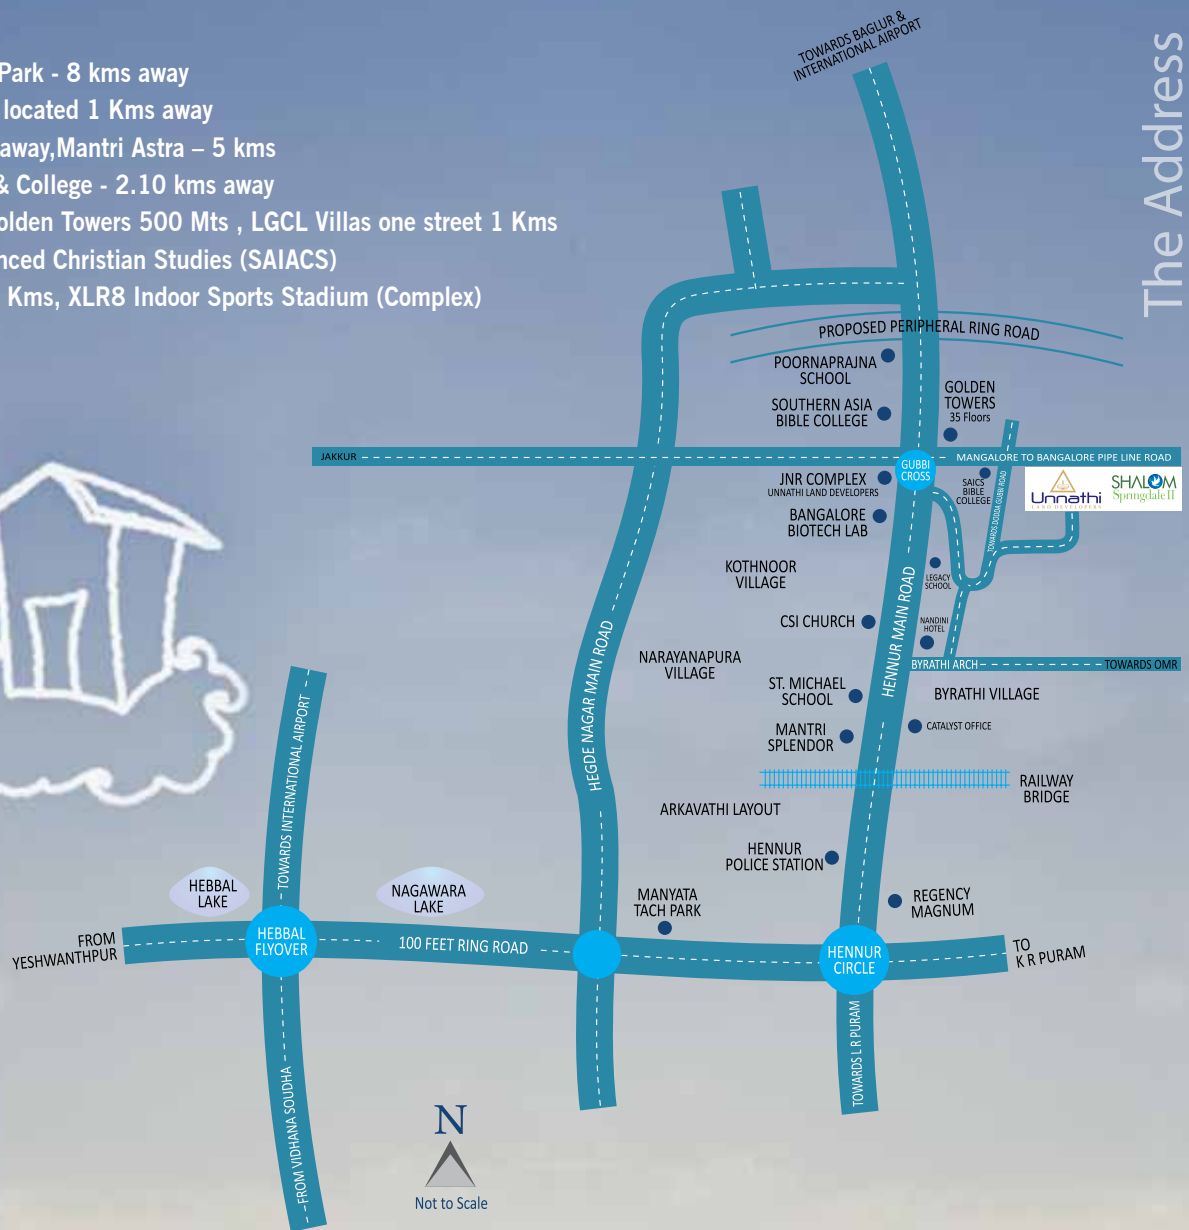 Park - 8 kms away
located 1 Kms away
away,Mantri Astra – 5 kms
& College - 2.10 kms away
olden Towers 500 Mts , LGCL Villas one street 1 Kms
nced Christian Studies (SAIACS)
Kms, XLR8 Indoor Sports Stadium (Complex)
The Address
TOWARDS BAGLUR &
INTERNATIONAL AIRPORT
PROPOSED PERIPHERAL RING ROAD
POORNAPRAJNA
SCHOOL
SOUTHERN ASIA
BIBLE COLLEGE
GOLDEN
TOWERS
35 Floors
JAKKUR
GUBBI
CROSS
MANGALORE TO BANGALORE PIPE LINE ROAD
JNR COMPLEX
UNNATHI LAND DEVELOPERS
SAICS
BIBLE
COLLEGE
TOWARDS DODDA GUBBI ROAD
Unnathi
LAND DEVELOPERS
SHALOM
Springdale II
BANGALORE
BIOTECH LAB
KOTHNOOR
VILLAGE
LEGACY
SCHOOL
CSI CHURCH
NANDINI
HOTEL
HENNUR MAIN ROAD
HEGDE NAGAR MAIN ROAD
NARAYANAPURA
VILLAGE
BYRATHI ARCH
TOWARDS OMR
ST. MICHAEL
SCHOOL
BYRATHI VILLAGE
MANTRI
SPLENDOR
CATALYST OFFICE
RAILWAY
BRIDGE
ARKAVATHI LAYOUT
TOWARDS INTERNATIONAL AIRPORT
HENNUR
POLICE STATION
HEBBAL
LAKE
NAGAWARA
LAKE
MANYATA
TACH PARK
REGENCY
MAGNUM
FROM
YESHWANTHPUR
HEBBAL
FLYOVER
100 FEET RING ROAD
HENNUR
CIRCLE
TO
K R PURAM
TOWARDS L R PURAM
FROM VIDHANA SOUDHA
N
Not to Scale